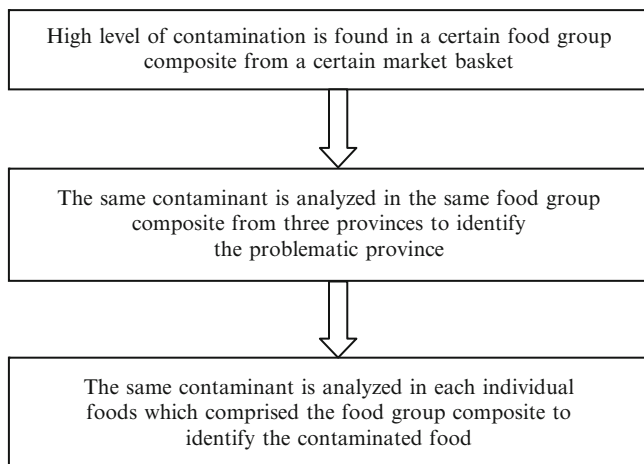 High level of contamination is found in a certain food group
composite from a certain market basket
The same contaminant is analyzed in the same food group
composite from three provinces to identify
the problematic province
The same contaminant is analyzed in each individual
foods which comprised the food group composite to
identify the contaminated food